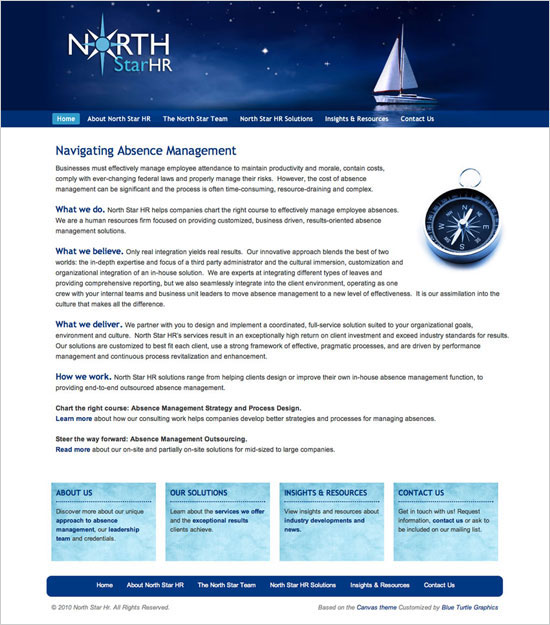 NORTH
StarHR
Home About North Star HR The North Star Team North Star HR Solutions Insights & Resources Contact Us
Navigating Absence Management
Businesses must effectively manage employee attendance to maintain productivity and morale, contain costs,
comply with ever-changing federal laws and properly manage their risks. However, the cost of absence
management can be significant and the process is often time-consuming, resource-draining and complex.
What we do. North Star HR helps companies chart the right course to effectively manage employee absences.
We are a human resources firm focused on providing customized, business driven, results-oriented absence
management solutions.
What we believe. Only real integration yields real results. Our innovative approach blends the best of two
worlds: the in-depth expertise and focus of a third party administrator and the cultural immersion, customization and
organizational integration of an in-house solution. We are experts at integrating different types of leaves and
providing comprehensive reporting, but we also seamlessly integrate into the client environment, operating as one
crew with your internal teams and business unit leaders to move absence management to a new level of effectiveness. It is our assimilation into the
culture that makes all the difference.
What we deliver. We partner with you to design and implement a coordinated, full-service solution suited to your organizational goals,
environment and culture. North Star HR's services result in an exceptionally high return on client investment and exceed industry standards for results.
Our solutions are customized to best fit each client, use a strong framework of effective, pragmatic processes, and are driven by performance
management and continuous process revitalization and enhancement.
How we work. North Star HR solutions range from helping clients design or improve their own in-house absence management function, to
providing end-to-end outsourced absence management.
Chart the right course: Absence Management Strategy and Process Design.
Learn more about how our consulting work helps companies develop better strategies and processes for managing absences.
Steer the way forward: Absence Management Outsourcing.
Read more about our on-site and partially on-site solutions for mid-sized to large companies.
ABOUT US
Discover more about our unique
approach to absence
management, our leadership
team and credentials.
OUR SOLUTIONS
Learn about the services we offer
and the exceptional results
clients achieve.
INSIGHTS & RESOURCES
View insights and resources about
industry developments and
news.
CONTACT US
Get in touch with us! Request
information, contact us or ask to
be included on our mailing list.
Home About North Star HR The North Star Team North Star HR Solutions Insights & Resources Contact Us
© 2010 North Star Hr. All Rights Reserved. Based on the Canvas theme Customized by Blue Turtle Graphics